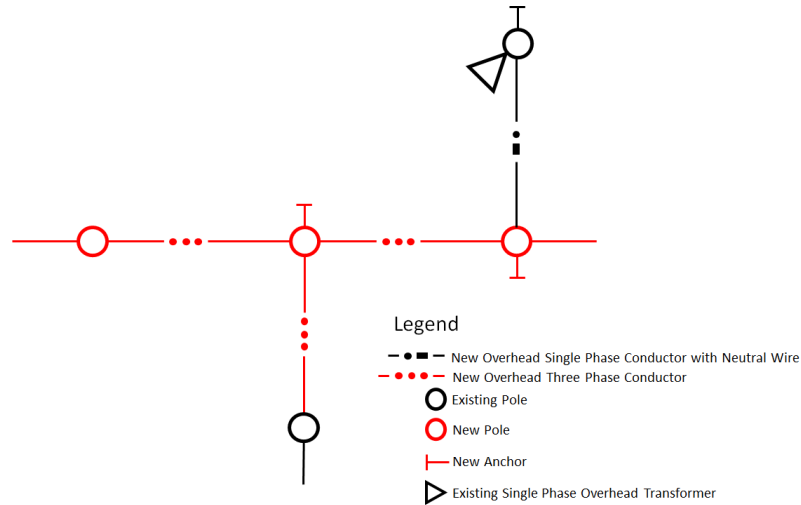 Legend
New Overhead Single Phase Conductor with Neutral Wire
New Overhead Three Phase Conductor
Existing Pole
New Pole
New Anchor
Existing Single Phase Overhead Transformer